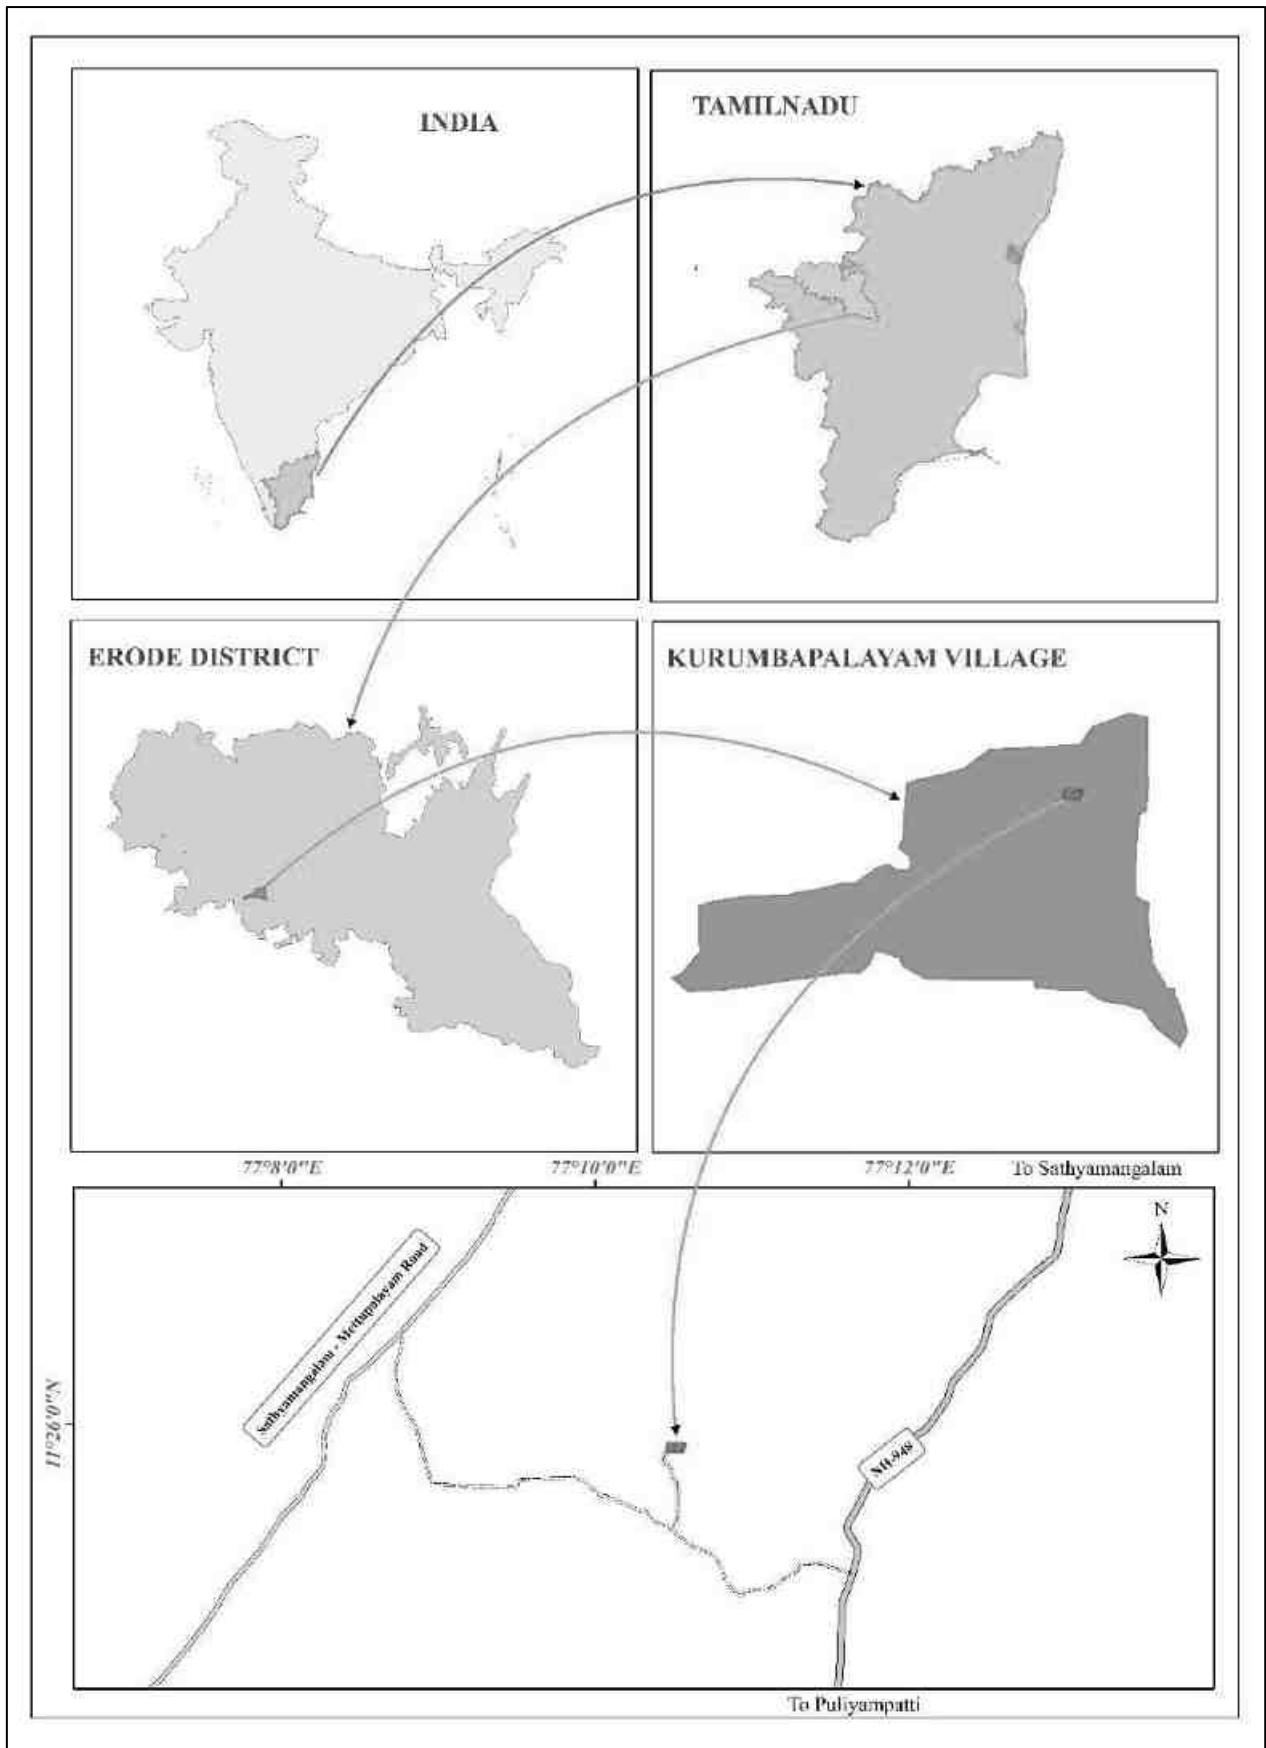 INDIA
TAMILNADU
ERODE DISTRICT
KURUMBAPALAYAM VILLAGE
77°8'0"E
77°10'0"E
77°12'0"E
To Sathyamangalam
N
Sathyamangalam - Mettupalayam Road
11°26'0"N
NH-948
To Puliyampatti